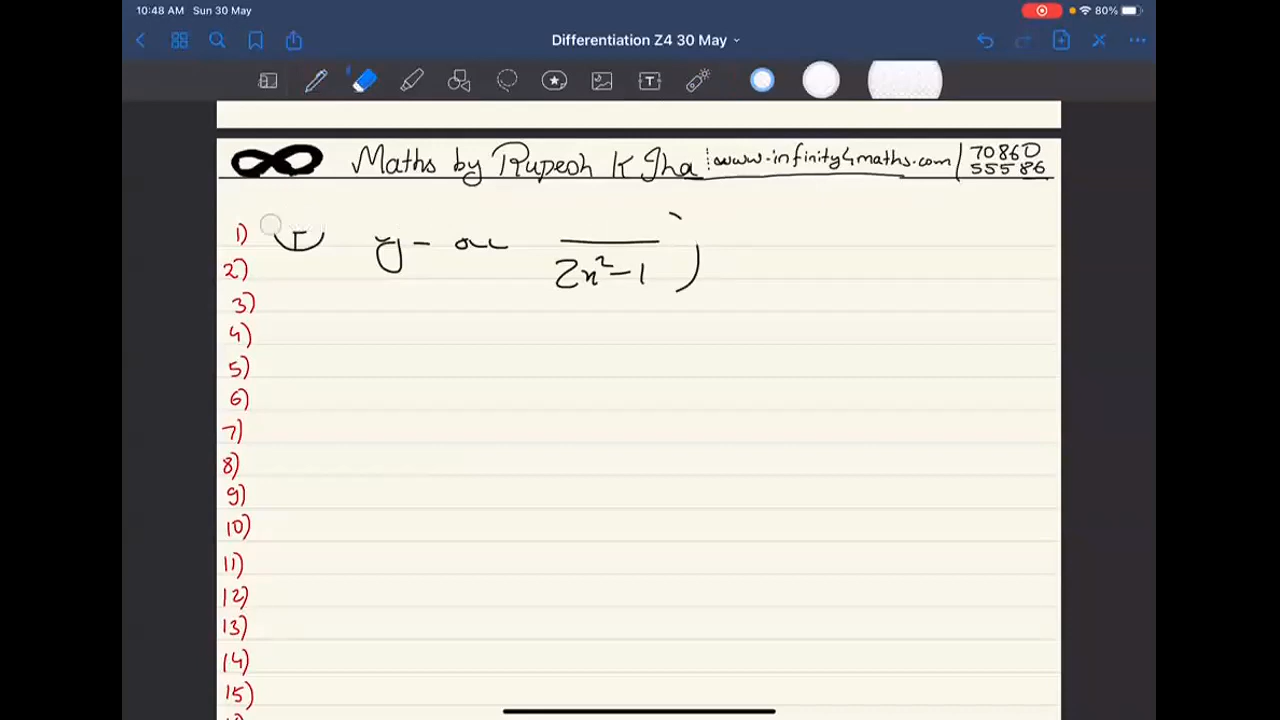 10:48 AM Sun 30 May
80%
Differentiation Z4 30 May
T
∞ Maths by Rupesh K Jha www.infinity4maths.com 70860 55586
1) y-
2x²-1 )
2)
3)
4)
5)
6)
7)
8)
9)
10)
11)
12)
13)
14)
15)